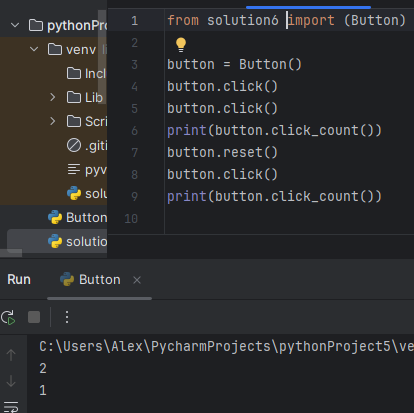 pythonPro
venv li
Incl
Lib
Scri
.giti
pyv
solu
Button
solution
1 from solution6 import (Button)
2
3 button = Button()
4 button.click()
5 button.click()
6 print(button.click_count())
7 button.reset()
8 button.click()
9 print(button.click_count())
10
Run
Button
C:\Users\Alex\PycharmProjects\pythonProject5\ve
2
1